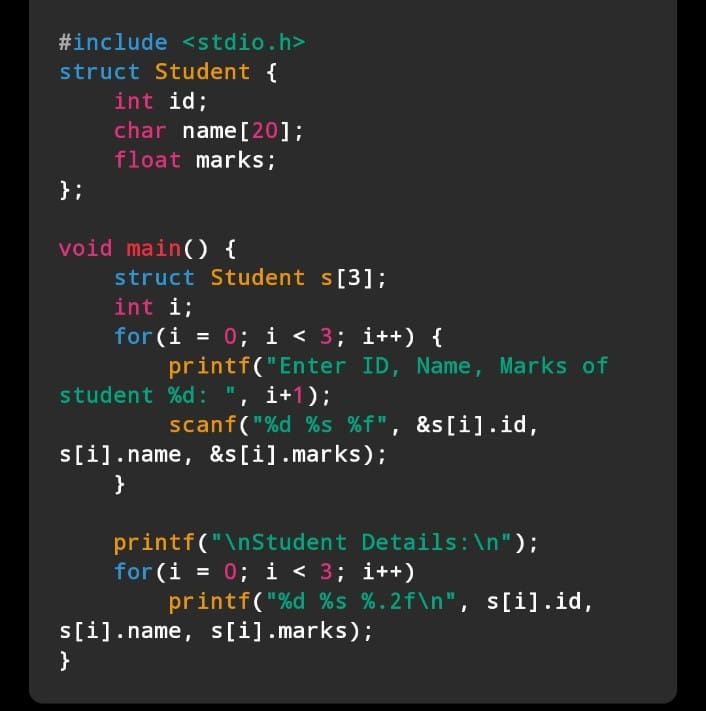 #include <stdio.h>
struct Student {
    int id;
    char name[20];
    float marks;
};

void main() {
    struct Student s[3];
    int i;
    for(i = 0; i < 3; i++) {
        printf("Enter ID, Name, Marks of
student %d: ", i+1);
        scanf("%d %s %f", &s[i].id,
s[i].name, &s[i].marks);
    }

    printf("\nStudent Details:\n");
    for(i = 0; i < 3; i++)
        printf("%d %s %.2f\n", s[i].id,
s[i].name, s[i].marks);
}